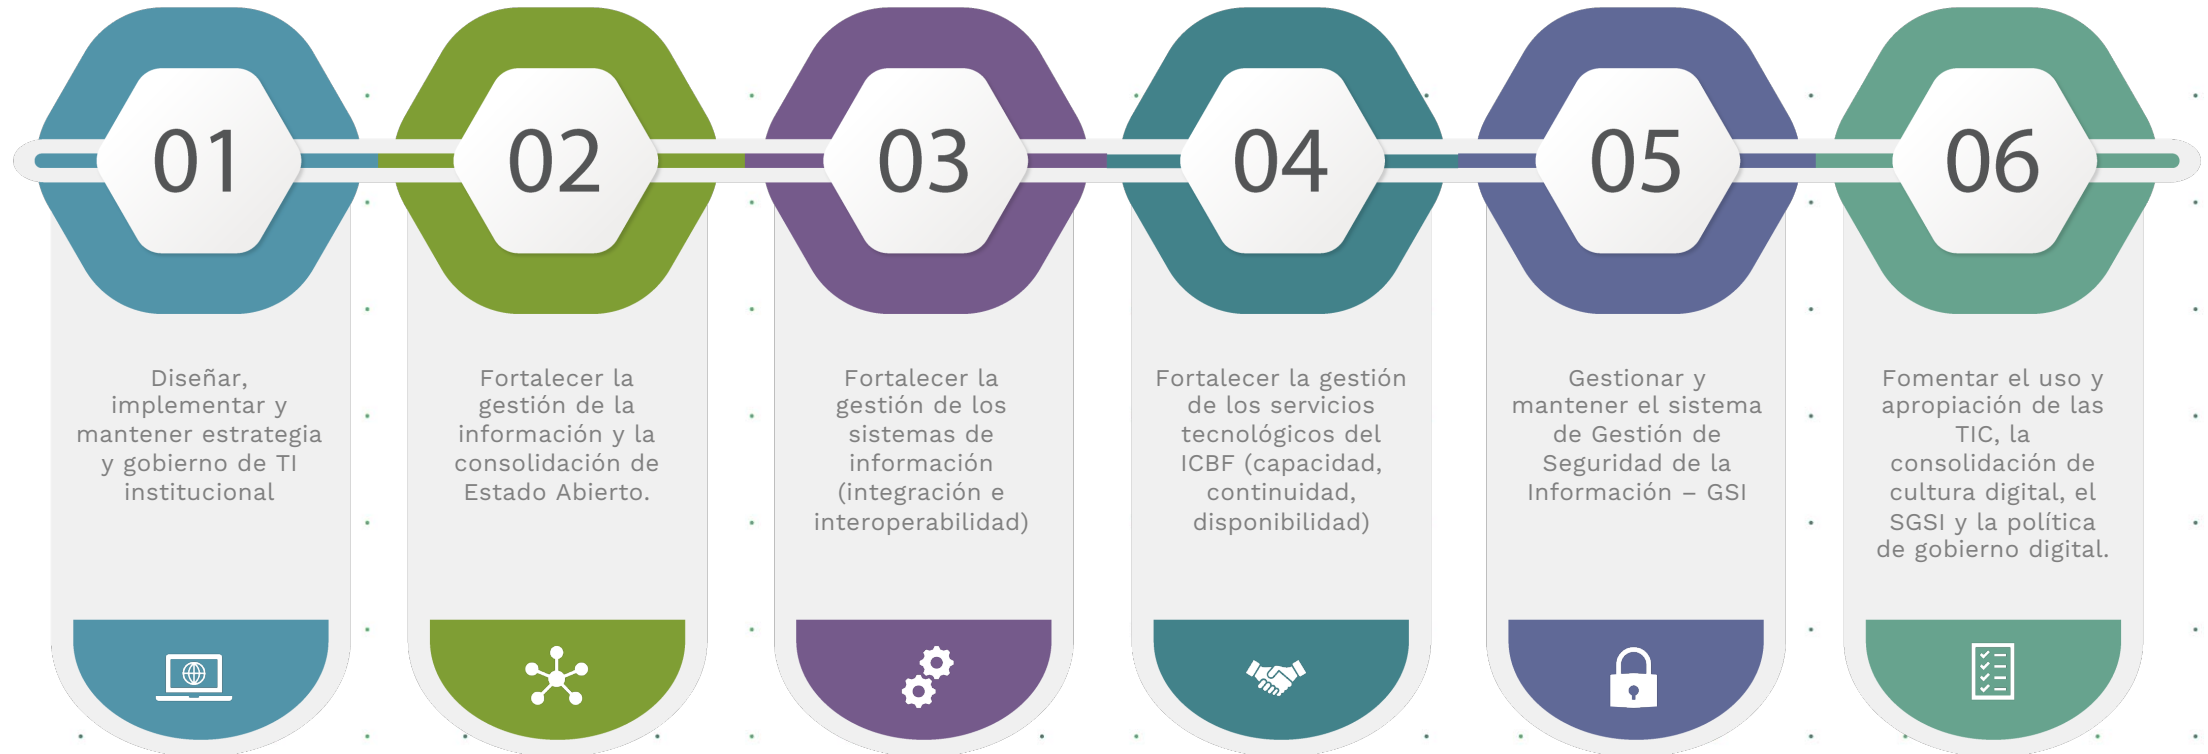 01
Diseñar,
implementar y
mantener estrategia
y gobierno de TI
institucional
02
Fortalecer la
gestión de la
información y la
consolidación de
Estado Abierto.
03
Fortalecer la
gestión de los
sistemas de
información
(integración e
interoperabilidad)
04
Fortalecer la gestión
de los servicios
tecnológicos del
ICBF (capacidad,
continuidad,
disponibilidad)
05
Gestionar y
mantener el sistema
de Gestión de
Seguridad de la
Información – GSI
06
Fomentar el uso y
apropiación de las
TIC, la
consolidación de
cultura digital, el
SGSI y la política
de gobierno digital.